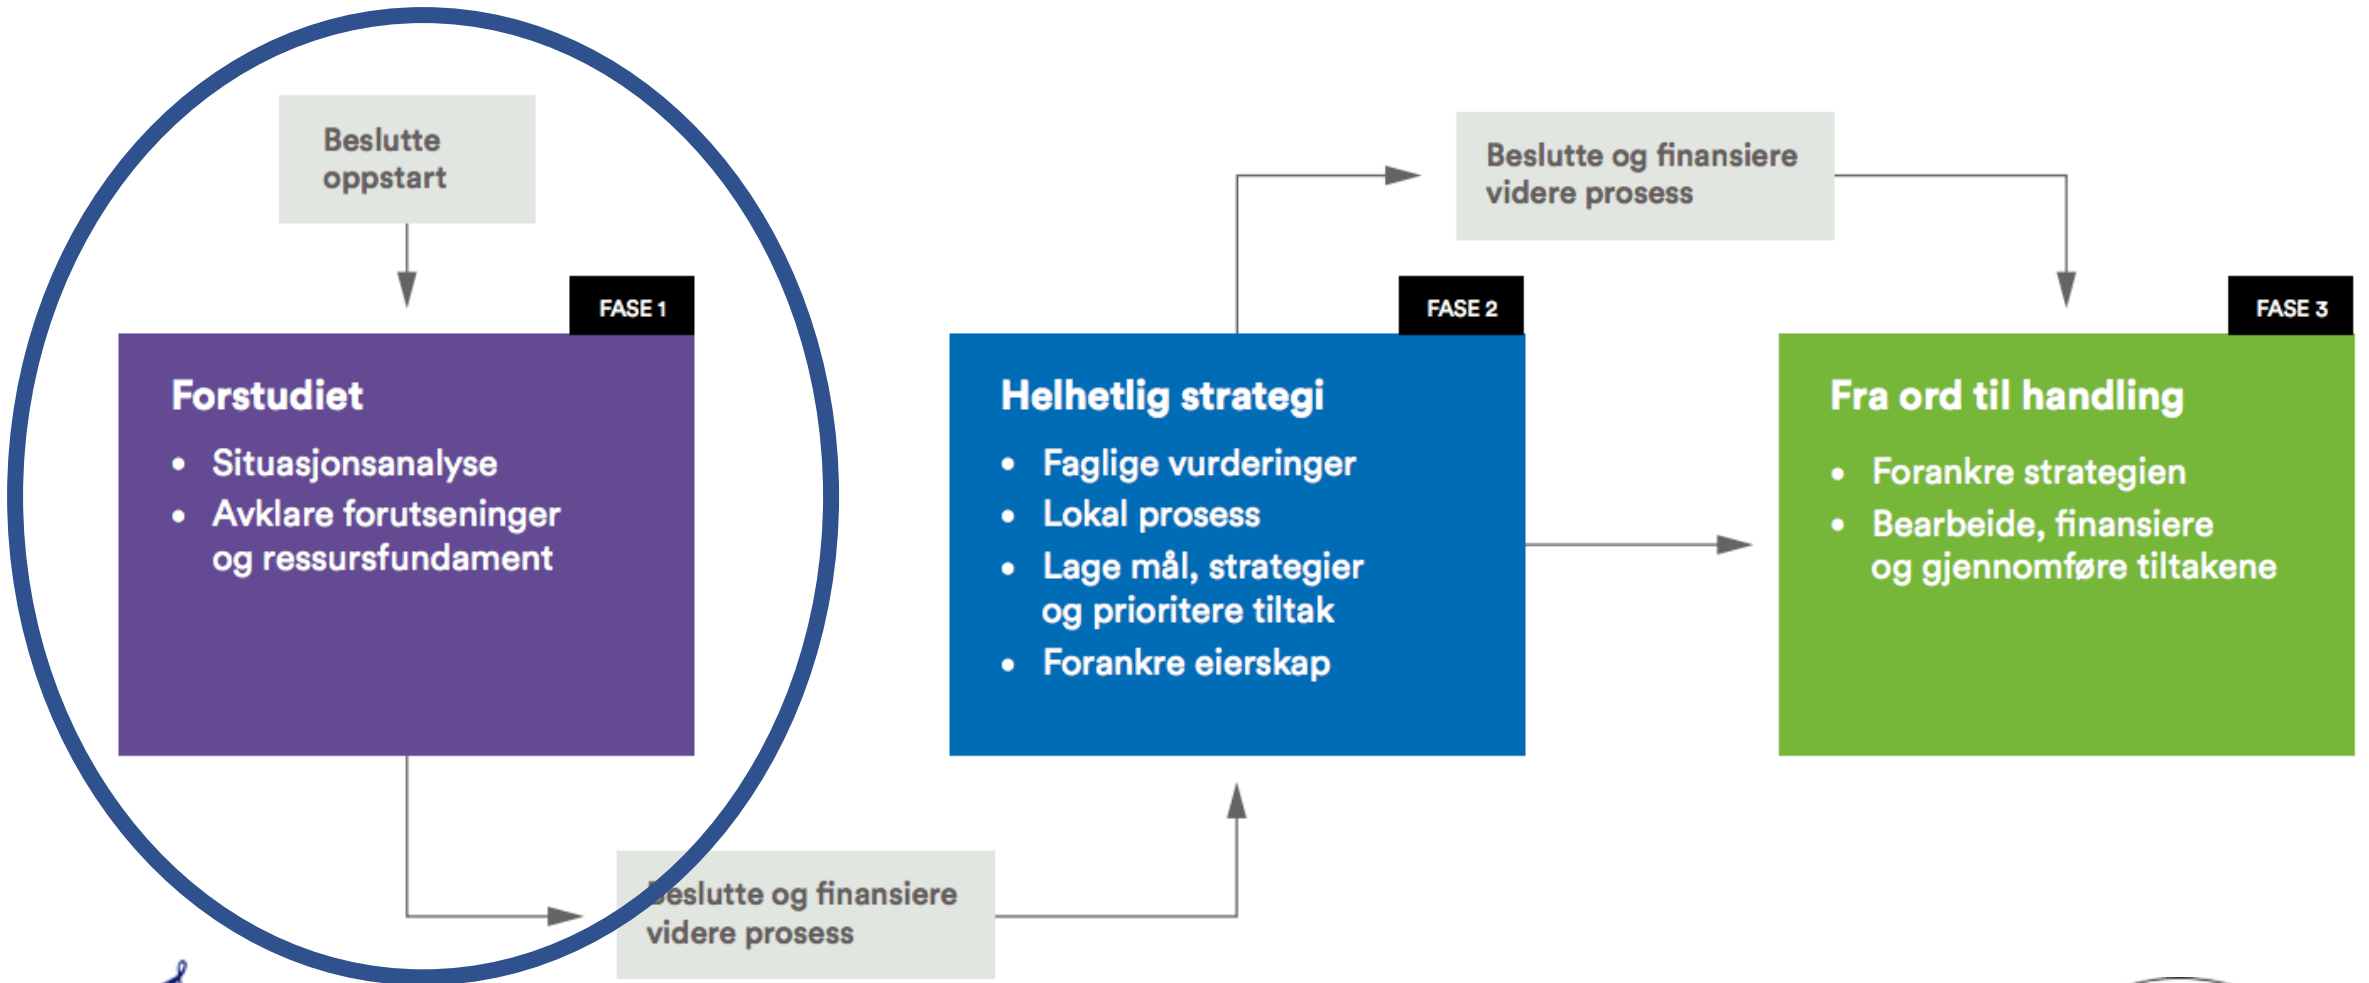 Beslutte
oppstart
FASE 1
Forstudiet
• Situasjonsanalyse
• Avklare forutseninger
og ressursfundament
Beslutte og finansiere
videre prosess
FASE 2
Helhetlig strategi
• Faglige vurderinger
• Lokal prosess
• Lage mål, strategier
og prioritere tiltak
• Forankre eierskap
Beslutte og finansiere
videre prosess
FASE 3
Fra ord til handling
• Forankre strategien
• Bearbeide, finansiere
og gjennomføre tiltakene